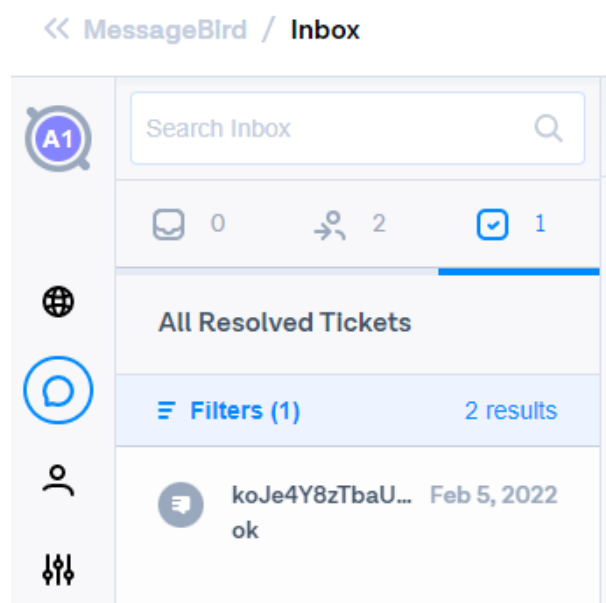 MessageBird / Inbox
A1
Search Inbox
0 2 1
All Resolved Tickets
Filters (1) 2 results
koJe4Y8zTbaU... Feb 5, 2022
ok